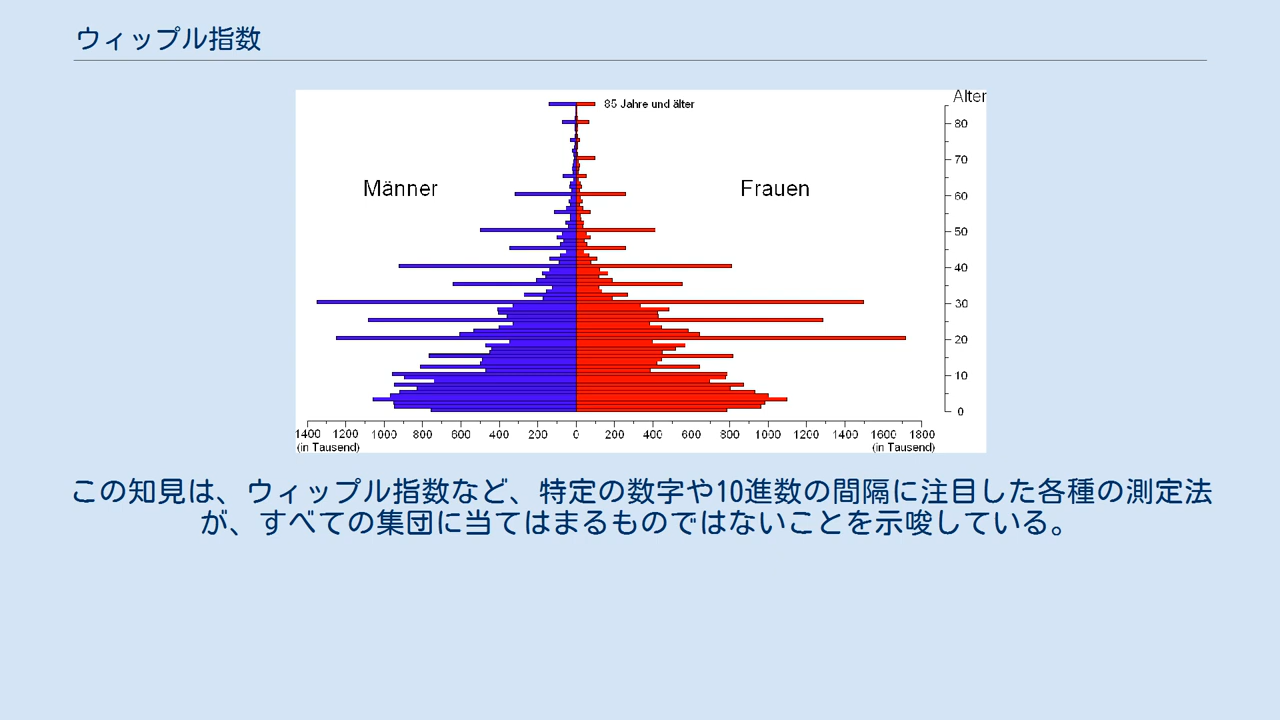 ウィップル指数
Alter
85 Jahre und älter
80
70
Männer
Frauen
60
50
40
30
20
10
0
1400 1200 1000 800 600 400 200 0 200 400 600 800 1000 1200 1400 1600 1800
(in Tausend) (in Tausend)
この知見は、ウィップル指数など、特定の数字や10進数の間隔に注目した各種の測定法
が、すべての集団に当てはまるものではないことを示唆している。